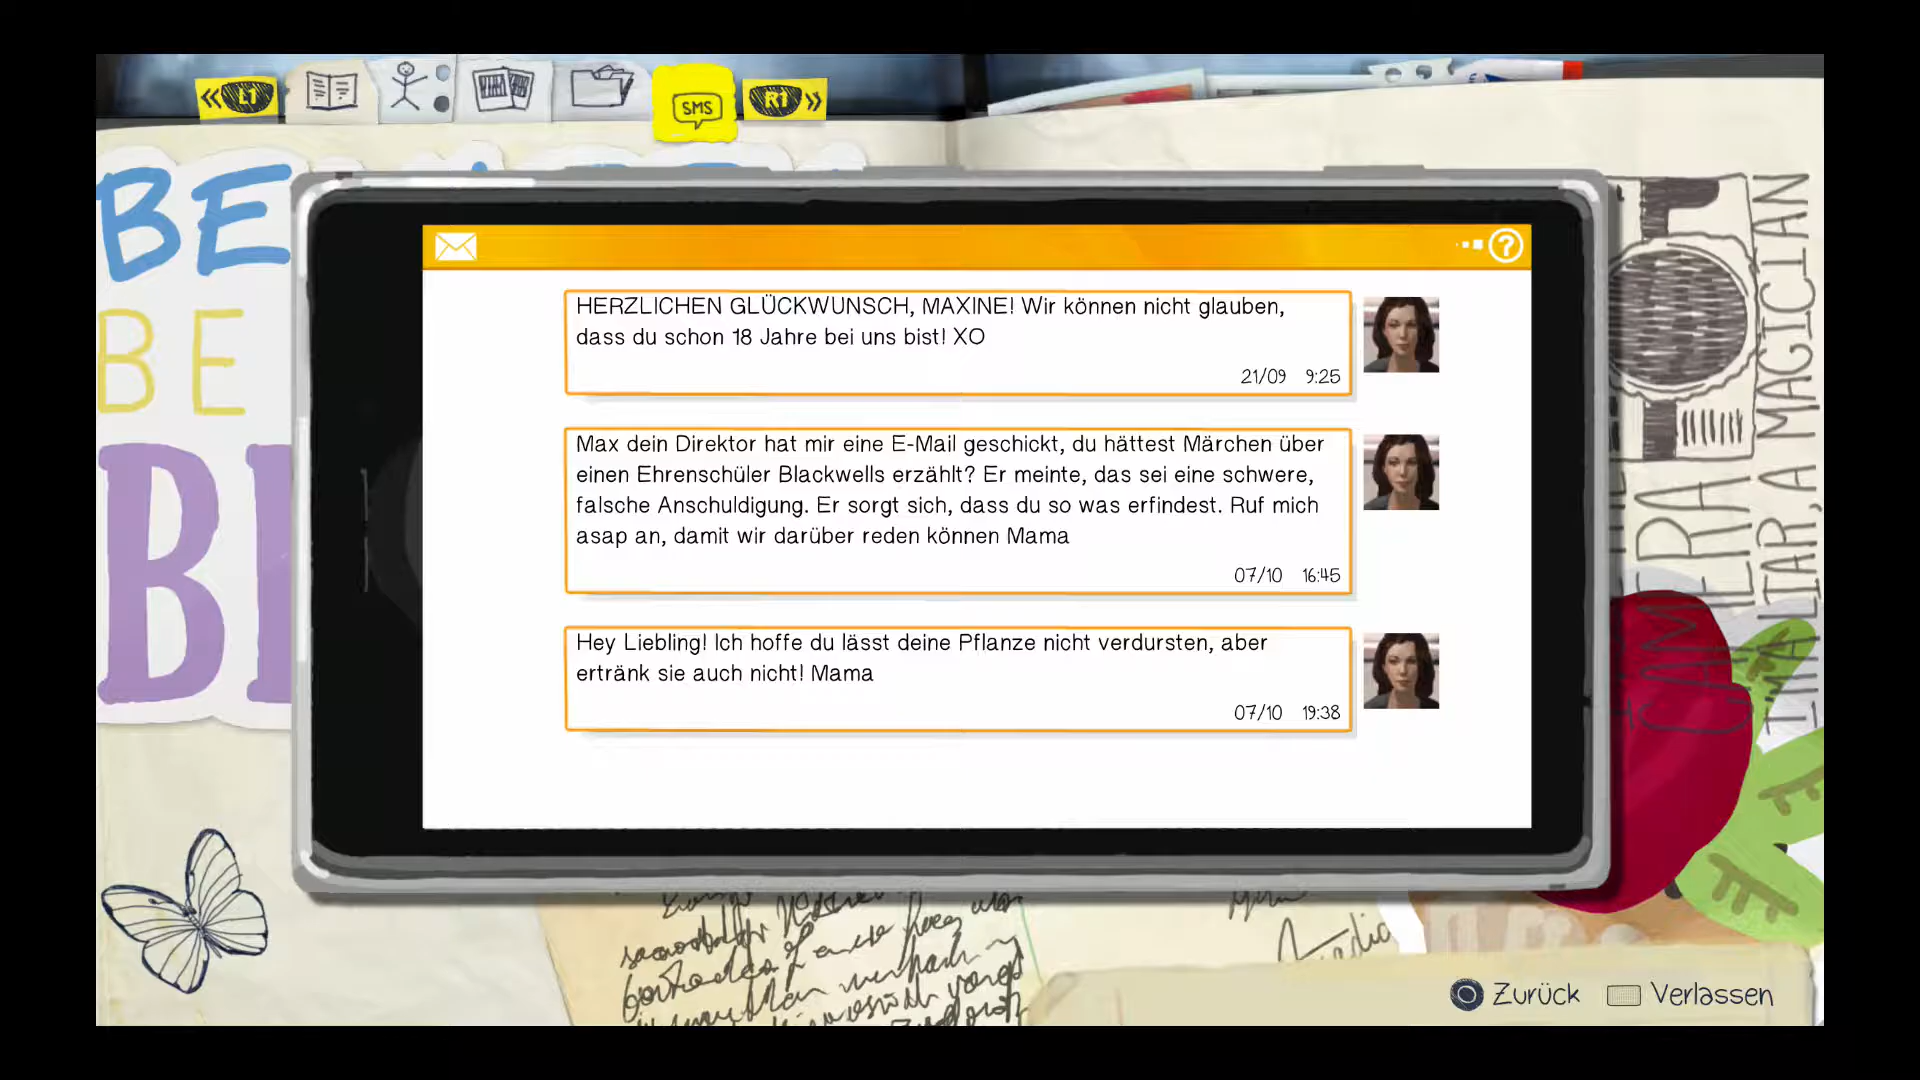 L1
SMS
R1
BE
BE
HERZLICHEN GLÜCKWUNSCH, MAXINE! Wir können nicht glauben,
dass du schon 18 Jahre bei uns bist! XO
21/09 9:25
Max dein Direktor hat mir eine E-Mail geschickt, du hättest Märchen über
einen Ehrenschüler Blackwells erzählt? Er meinte, das sei eine schwere,
falsche Anschuldigung. Er sorgt sich, dass du so was erfindest. Ruf mich
asap an, damit wir darüber reden können Mama
07/10 16:45
Hey Liebling! Ich hoffe du lässt deine Pflanze nicht verdursten, aber
ertränk sie auch nicht! Mama
07/10 19:38
CAMERA
LIAR, A MAGICIAN
Zurück Verlassen